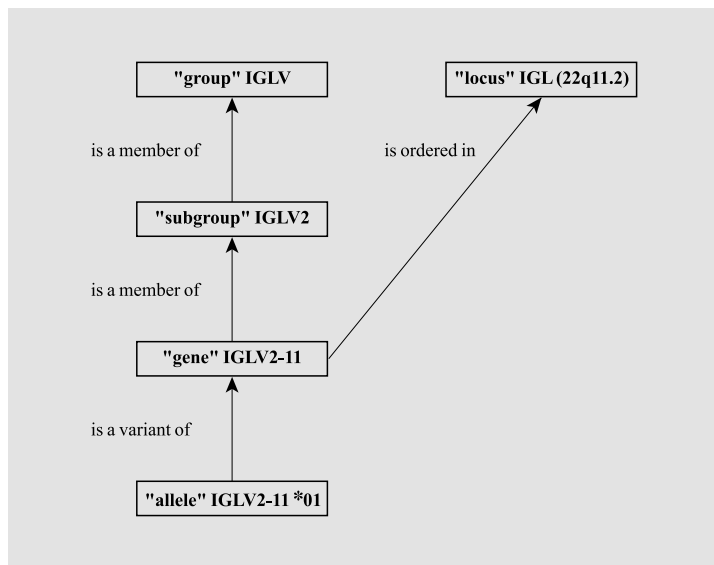 "group" IGLV
"locus" IGL (22q11.2)
is a member of
is ordered in
"subgroup" IGLV2
is a member of
"gene" IGLV2-11
is a variant of
"allele" IGLV2-11 *01